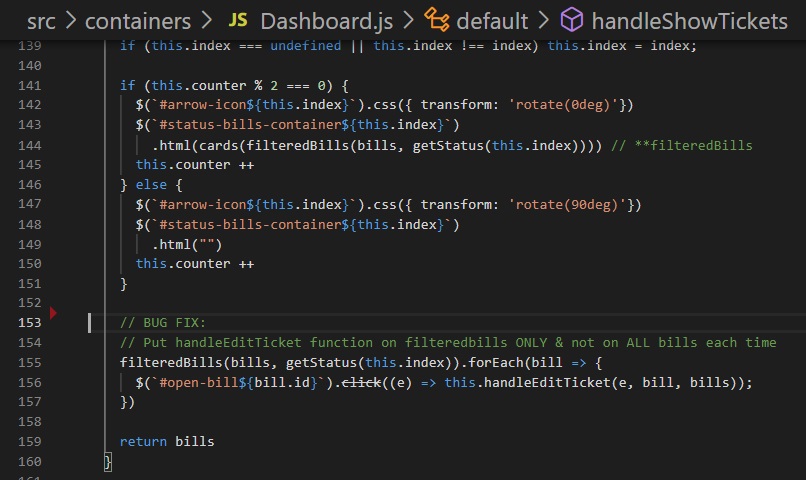 src > containers > JS Dashboard.js > default > handleShowTickets
139 if (this.index === undefined || this.index !== index) this.index = index;
140
141 if (this.counter % 2 === 0) {
142 $(`#arrow-icon${this.index}`).css({ transform: 'rotate(0deg)'})
143 $(`#status-bills-container${this.index}`)
144 .html(cards(filteredBills(bills, getStatus(this.index)))) // **filteredBills
145 this.counter ++
146 } else {
147 $(`#arrow-icon${this.index}`).css({ transform: 'rotate(90deg)'})
148 $(`#status-bills-container${this.index}`)
149 .html("")
150 this.counter ++
151 }
152
153 // BUG FIX:
154 // Put handleEditTicket function on filteredbills ONLY & not on ALL bills each time
155 filteredBills(bills, getStatus(this.index)).forEach(bill => {
156 $(`#open-bill${bill.id}`).click((e) => this.handleEditTicket(e, bill, bills));
157 })
158
159 return bills
160 }